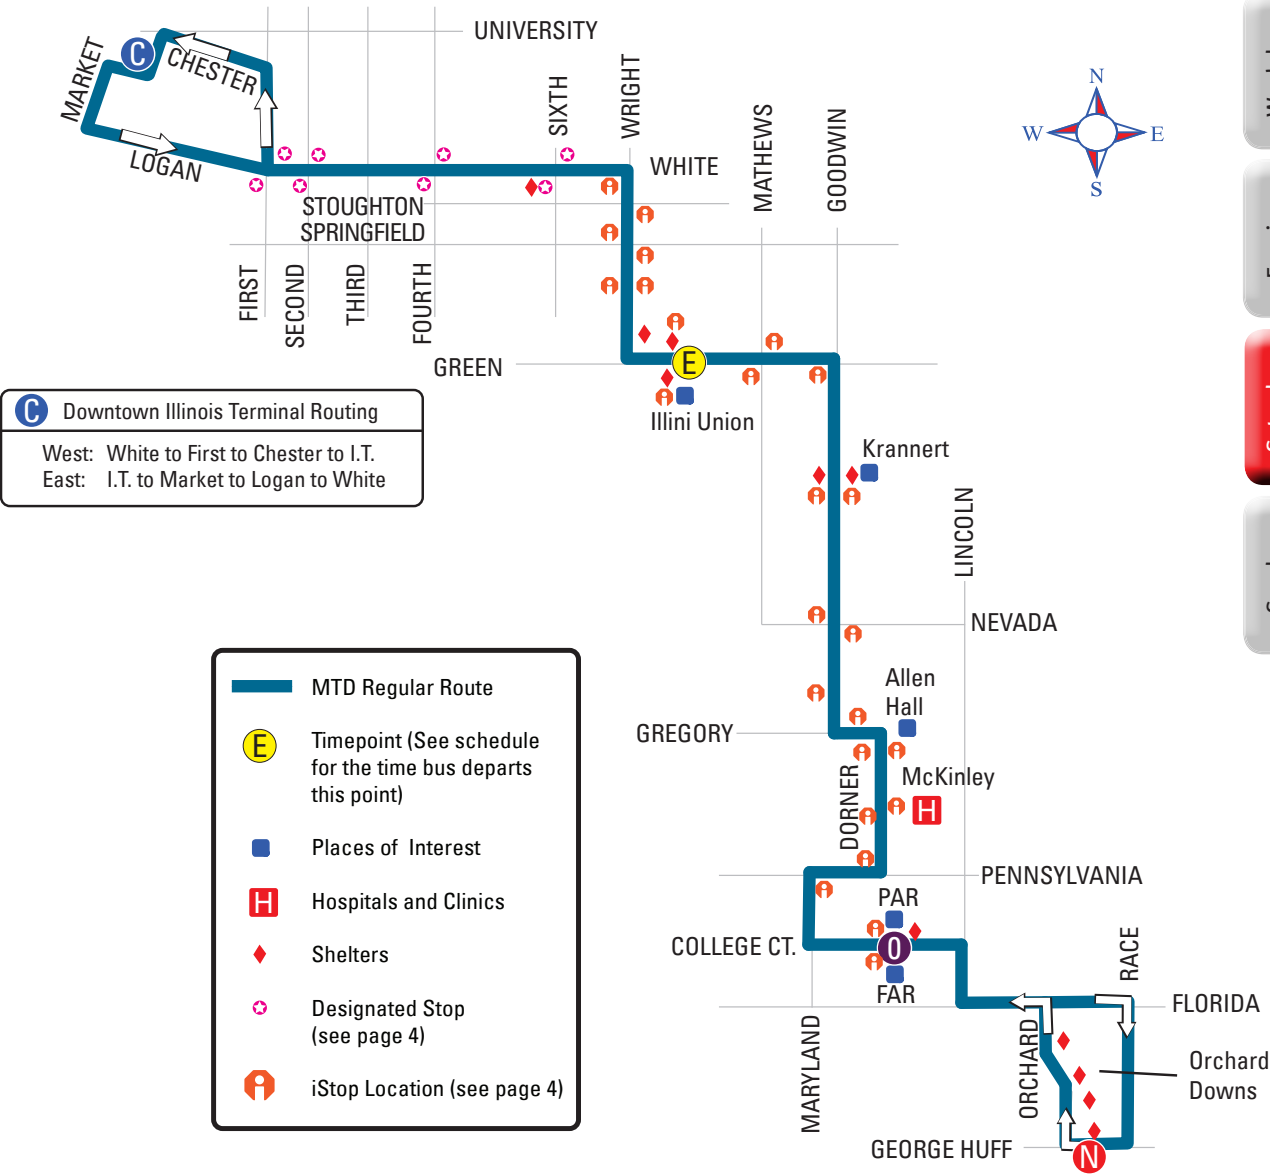 UNIVERSITY
C
CHESTER
MARKET
LOGAN
SIXTH
WRIGHT
WHITE
MATHEWS
GOODWIN
N
W
E
S
STOUGHTON
SPRINGFIELD
FIRST
SECOND
THIRD
FOURTH
GREEN
E
Illini Union
C Downtown Illinois Terminal Routing
West: White to First to Chester to I.T.
East: I.T. to Market to Logan to White
Krannert
LINCOLN
NEVADA
Allen
Hall
GREGORY
DORNER
McKinley
H
PENNSYLVANIA
PAR
COLLEGE CT.
O
FAR
RACE
FLORIDA
MARYLAND
ORCHARD
Orchard
Downs
GEORGE HUFF
N
MTD Regular Route
E
Timepoint (See schedule
for the time bus departs
this point)
Places of Interest
H
Hospitals and Clinics
Shelters
Designated Stop
(see page 4)
iStop Location (see page 4)